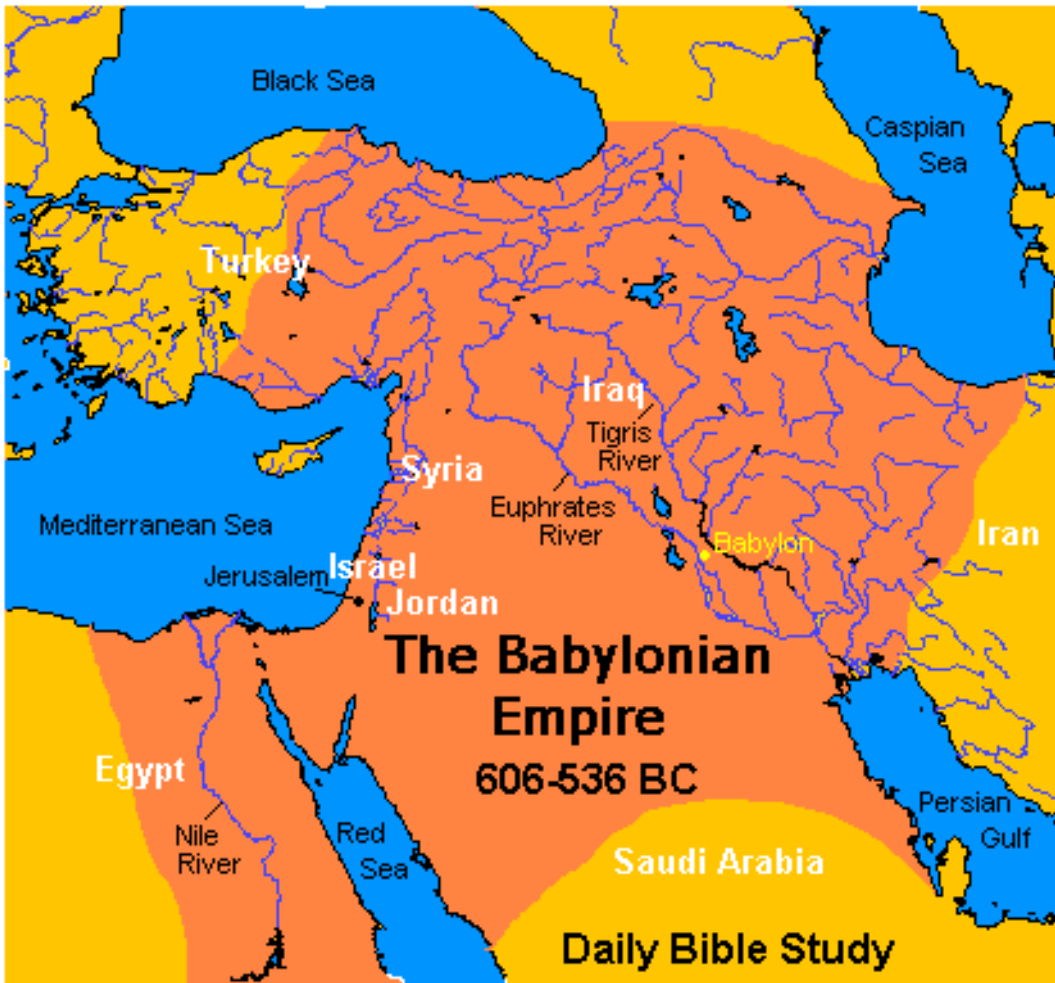 Black Sea
Caspian
Sea
Turkey
Iraq
Tigris
River
Syria
Euphrates
River
Mediterranean Sea
Babylon
Iran
Israel
Jerusalem
Jordan
The Babylonian
Empire
606-536 BC
Egypt
Nile
River
Red
Sea
Persian
Gulf
Saudi Arabia
Daily Bible Study